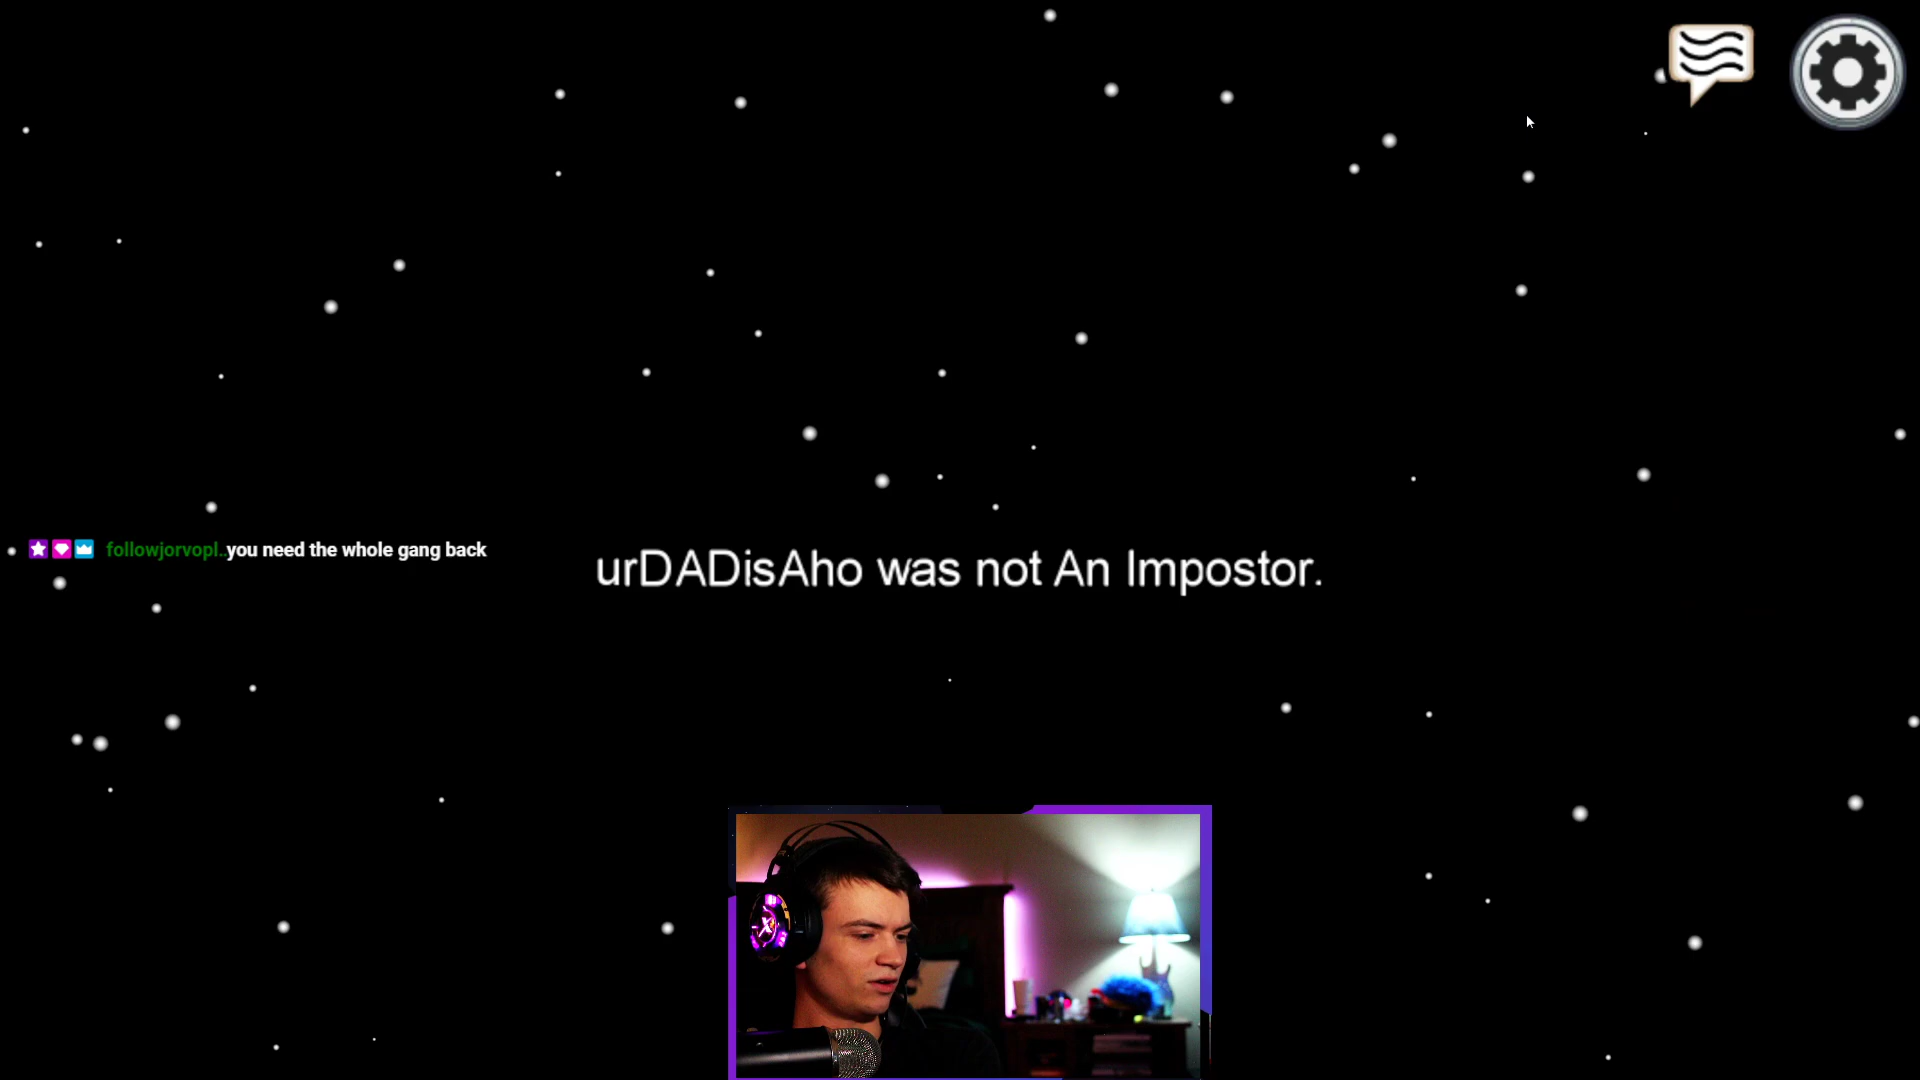 followjorvopl..you need the whole gang back
urDADisAho was not An Impostor.